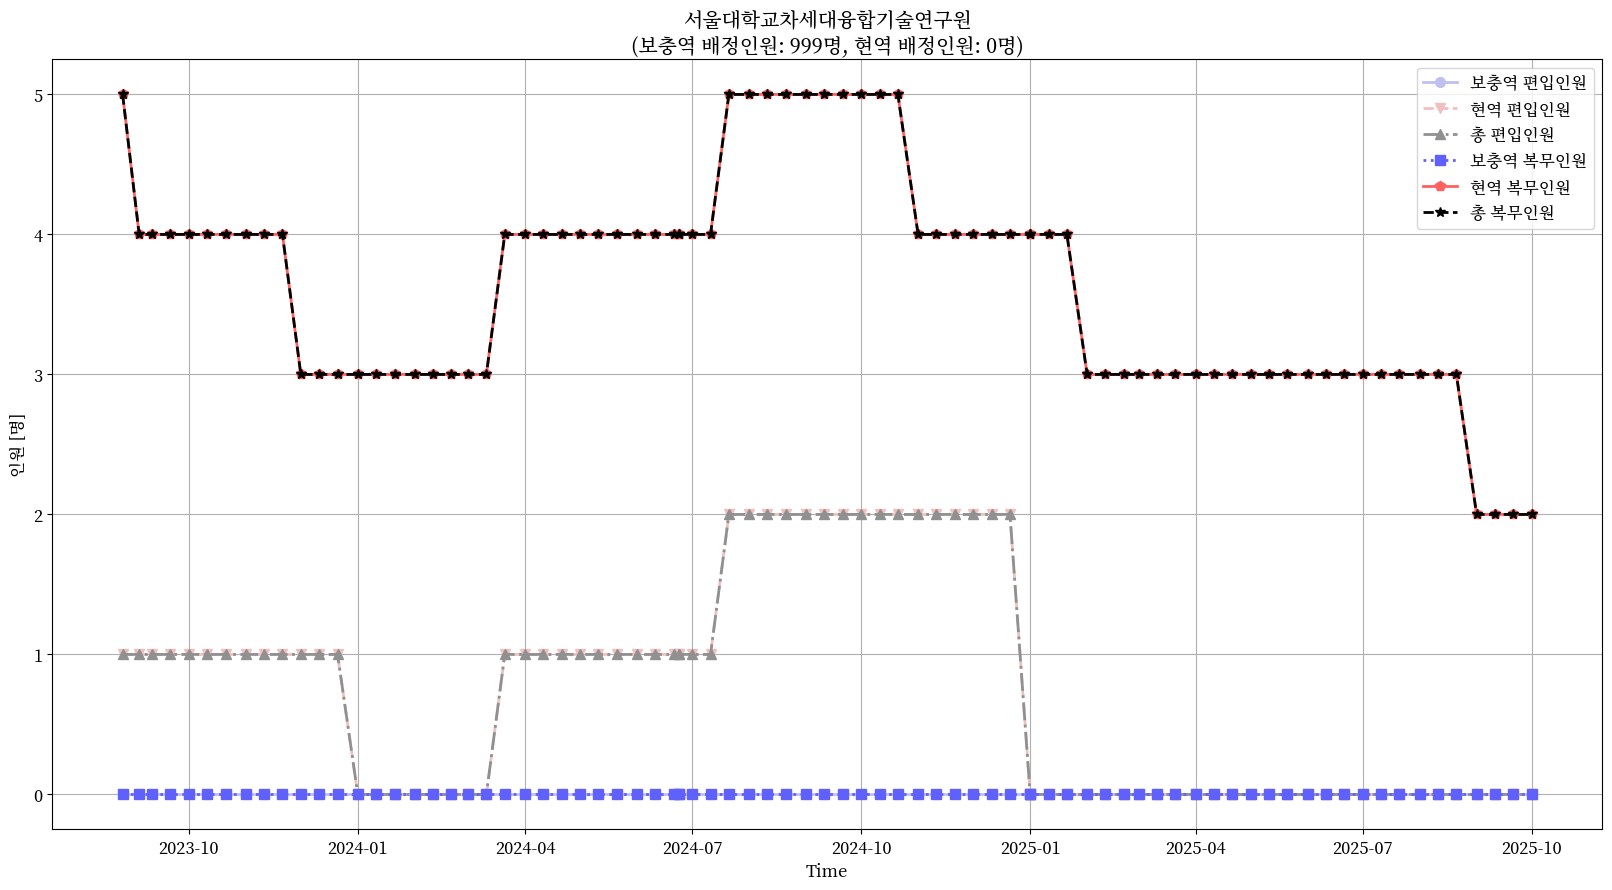 서울대학교차세대융합기술연구원
(보충역 배정인원: 999명, 현역 배정인원: 0명)
보충역 편입인원
현역 편입인원
총 편입인원
보충역 복무인원
현역 복무인원
총 복무인원
인원 [명]
5
4
3
2
1
0
2023-10
2024-01
2024-04
2024-07
2024-10
2025-01
2025-04
2025-07
2025-10
Time